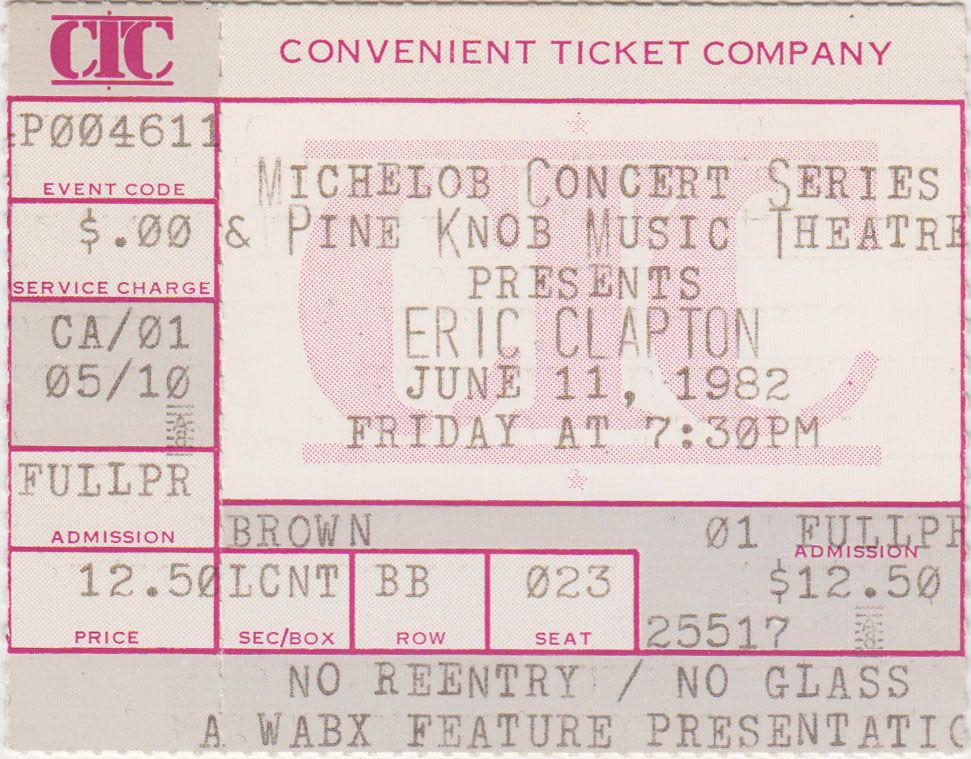 CTC
CONVENIENT TICKET COMPANY
P004611
EVENT CODE
$.00
SERVICE CHARGE
CA/01
05/10
FULLPR
ADMISSION
12.50
PRICE
MICHELOB CONCERT SERIES
& PINE KNOB MUSIC THEATRE
PRESENTS
ERIC CLAPTON
JUNE 11, 1982
FRIDAY AT 7:30PM
BROWN 01 FULLPR
ADMISSION
LCNT BB 023 $12.50
SEC/BOX ROW SEAT 25517
NO REENTRY / NO GLASS
A WABX FEATURE PRESENTATIO